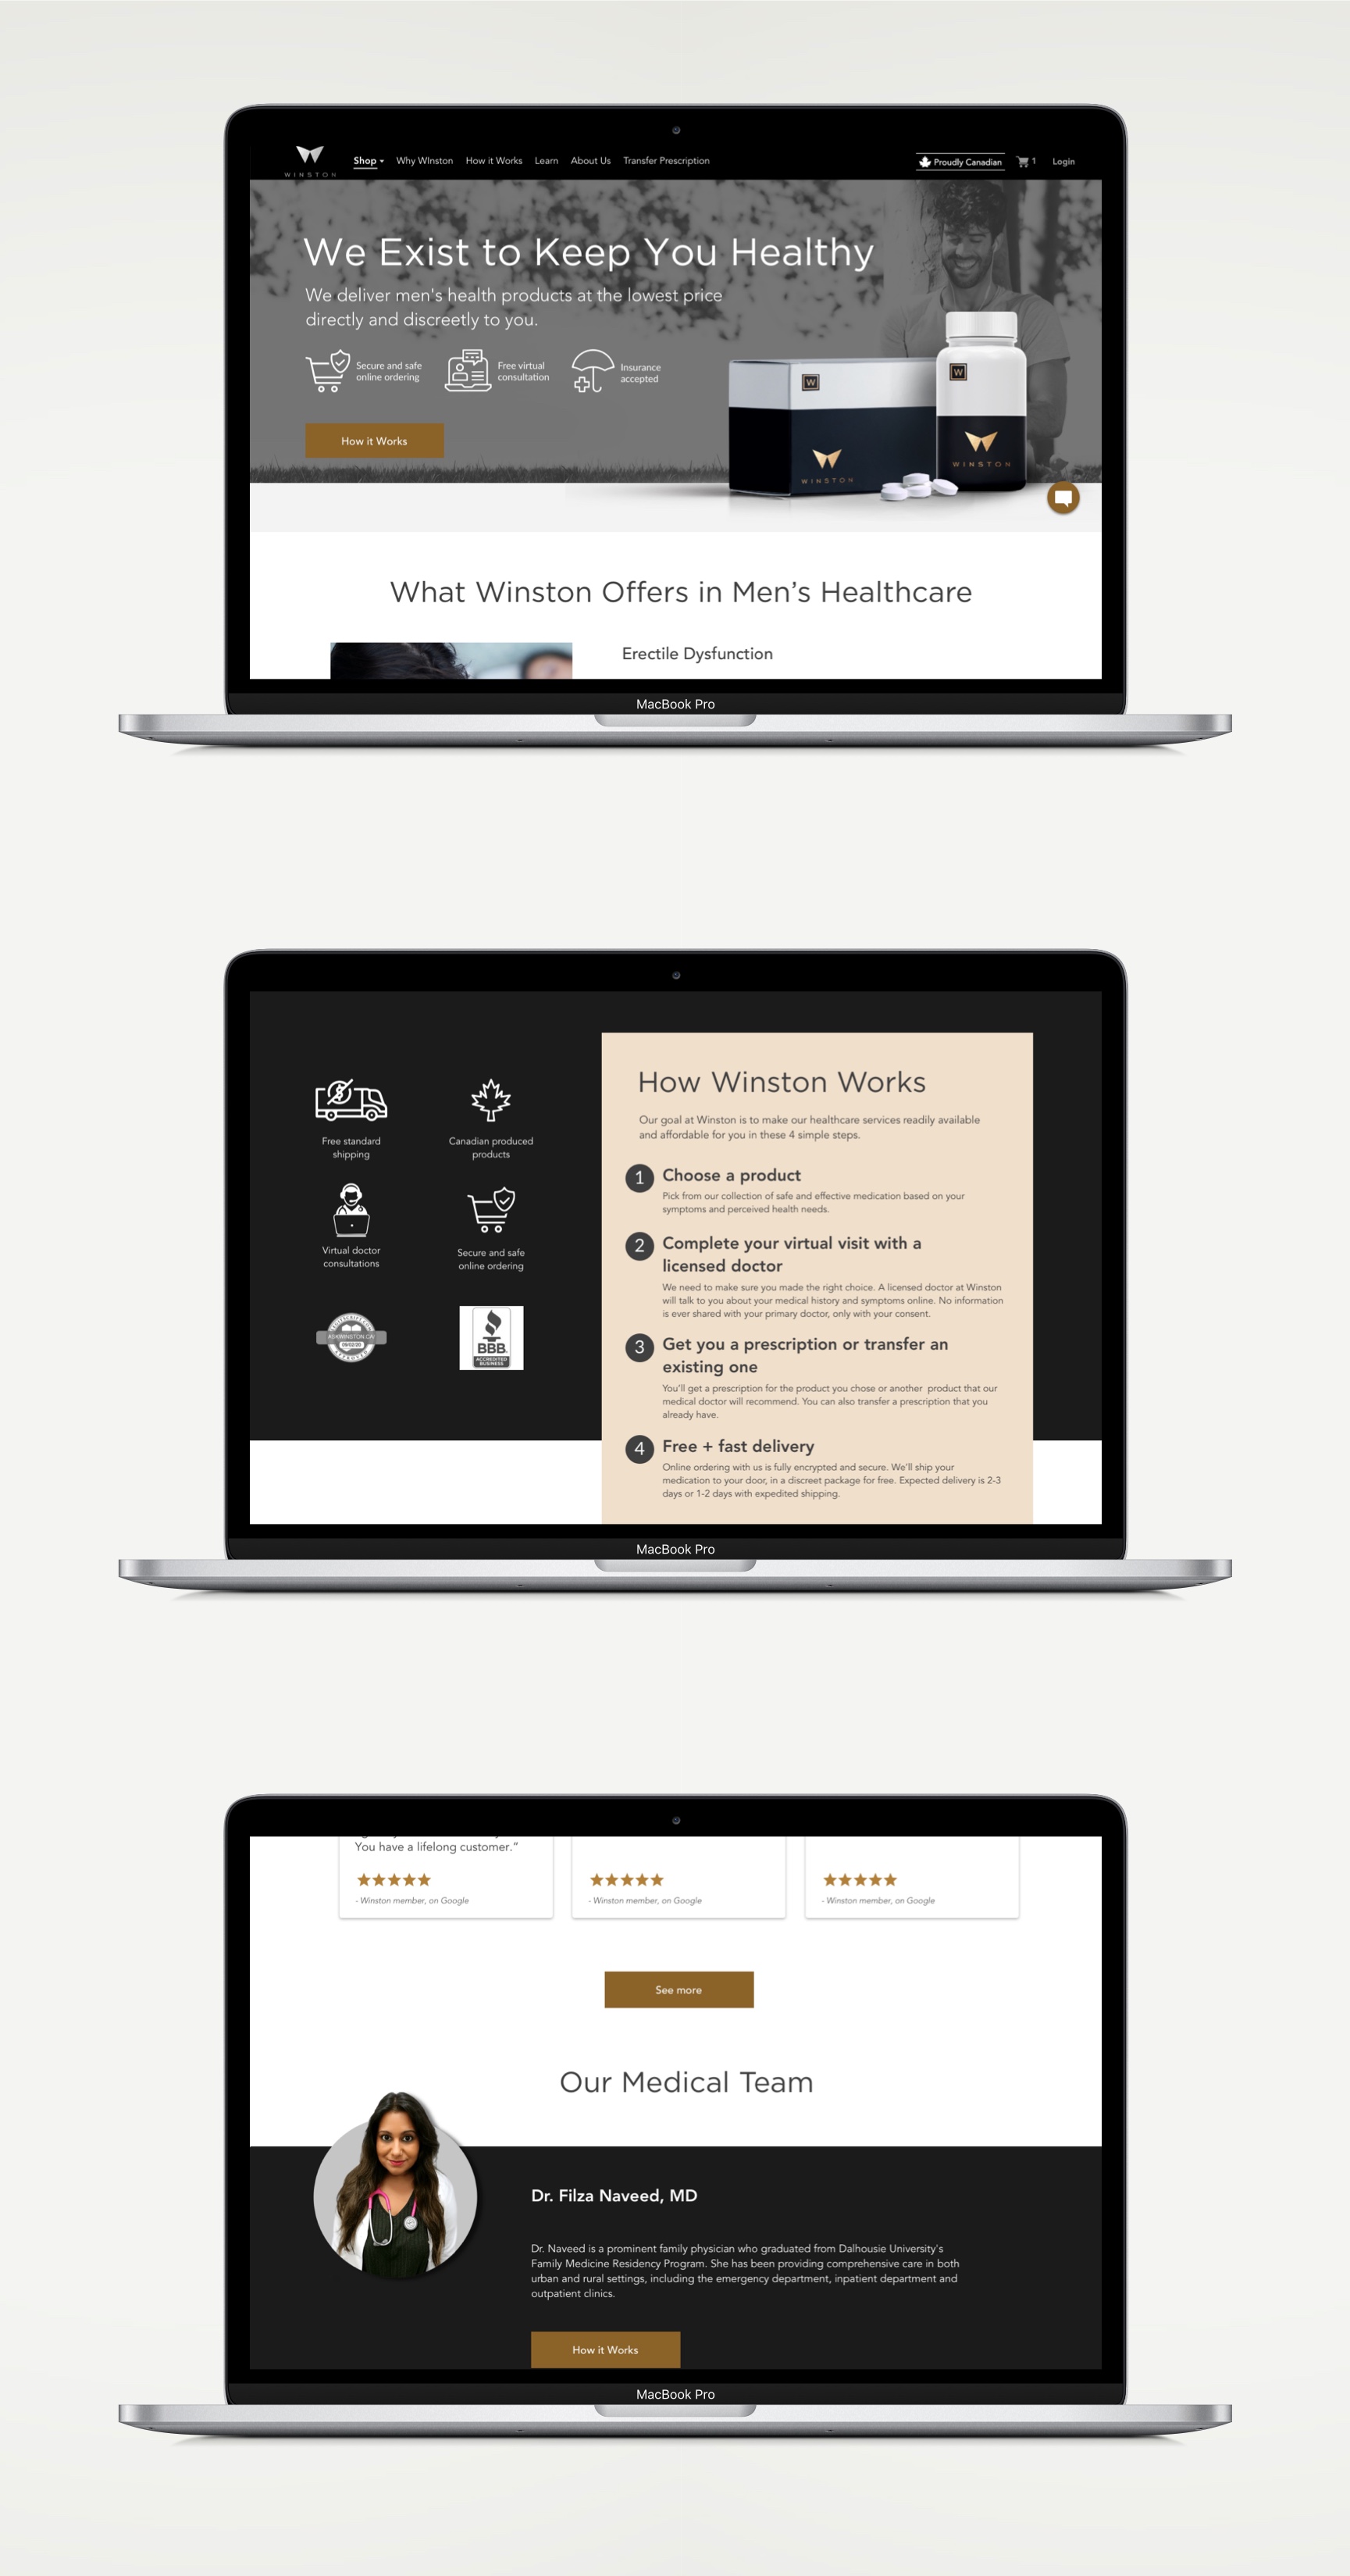 WINSTON
Shop
Why WInston
How it Works
Learn
About Us
Transfer Prescription
Proudly Canadian
1
Login
We Exist to Keep You Healthy
We deliver men's health products at the lowest price
directly and discreetly to you.
Secure and safe
online ordering
Free virtual
consultation
Insurance
accepted
How it Works
W
WINSTON
W
WINSTON
What Winston Offers in Men’s Healthcare
Erectile Dysfunction
MacBook Pro
Free standard
shipping
Canadian produced
products
Virtual doctor
consultations
Secure and safe
online ordering
ASKWINSTON.CA
BBB
ACCREDITED
BUSINESS
How Winston Works
Our goal at Winston is to make our healthcare services readily available
and affordable for you in these 4 simple steps.
1 Choose a product
Pick from our collection of safe and effective medication based on your
symptoms and perceived health needs.
2 Complete your virtual visit with a
licensed doctor
We need to make sure you made the right choice. A licensed doctor at Winston
will talk to you about your medical history and symptoms online. No information
is ever shared with your primary doctor, only with your consent.
3 Get you a prescription or transfer an
existing one
You’ll get a prescription for the product you chose or another product that our
medical doctor will recommend. You can also transfer a prescription that you
already have.
4 Free + fast delivery
Online ordering with us is fully encrypted and secure. We’ll ship your
medication to your door, in a discreet package for free. Expected delivery is 2-3
days or 1-2 days with expedited shipping.
MacBook Pro
You have a lifelong customer.”
- Winston member, on Google
- Winston member, on Google
- Winston member, on Google
See more
Our Medical Team
Dr. Filza Naveed, MD
Dr. Naveed is a prominent family physician who graduated from Dalhousie University's
Family Medicine Residency Program. She has been providing comprehensive care in both
urban and rural settings, including the emergency department, inpatient department and
outpatient clinics.
How it Works
MacBook Pro